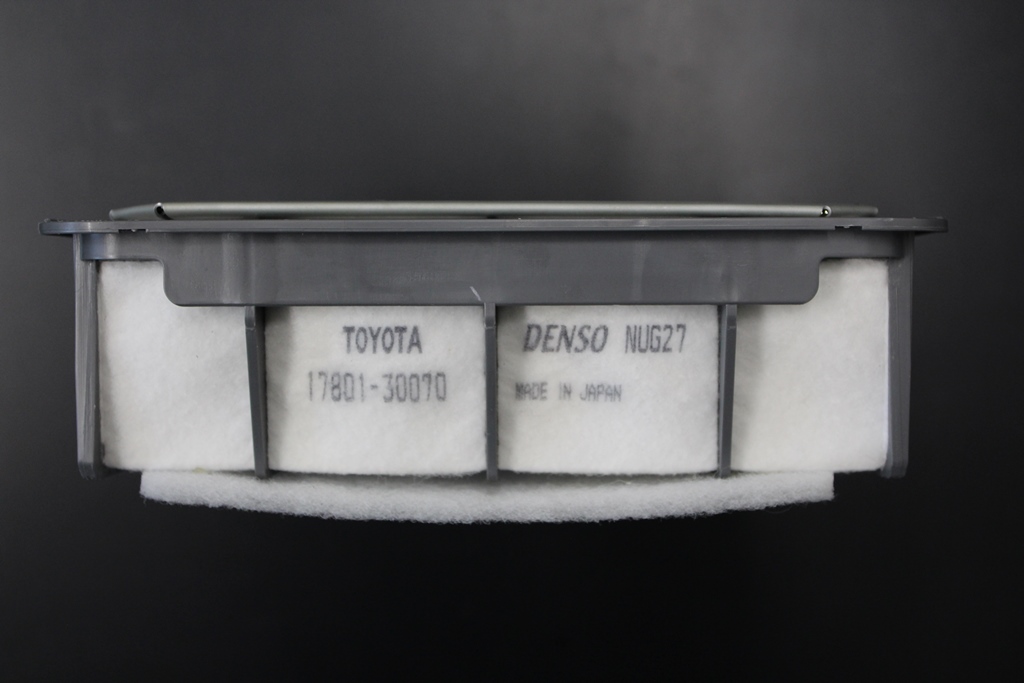 TOYOTA
17801-30070
DENSO NUG27
MADE IN JAPAN